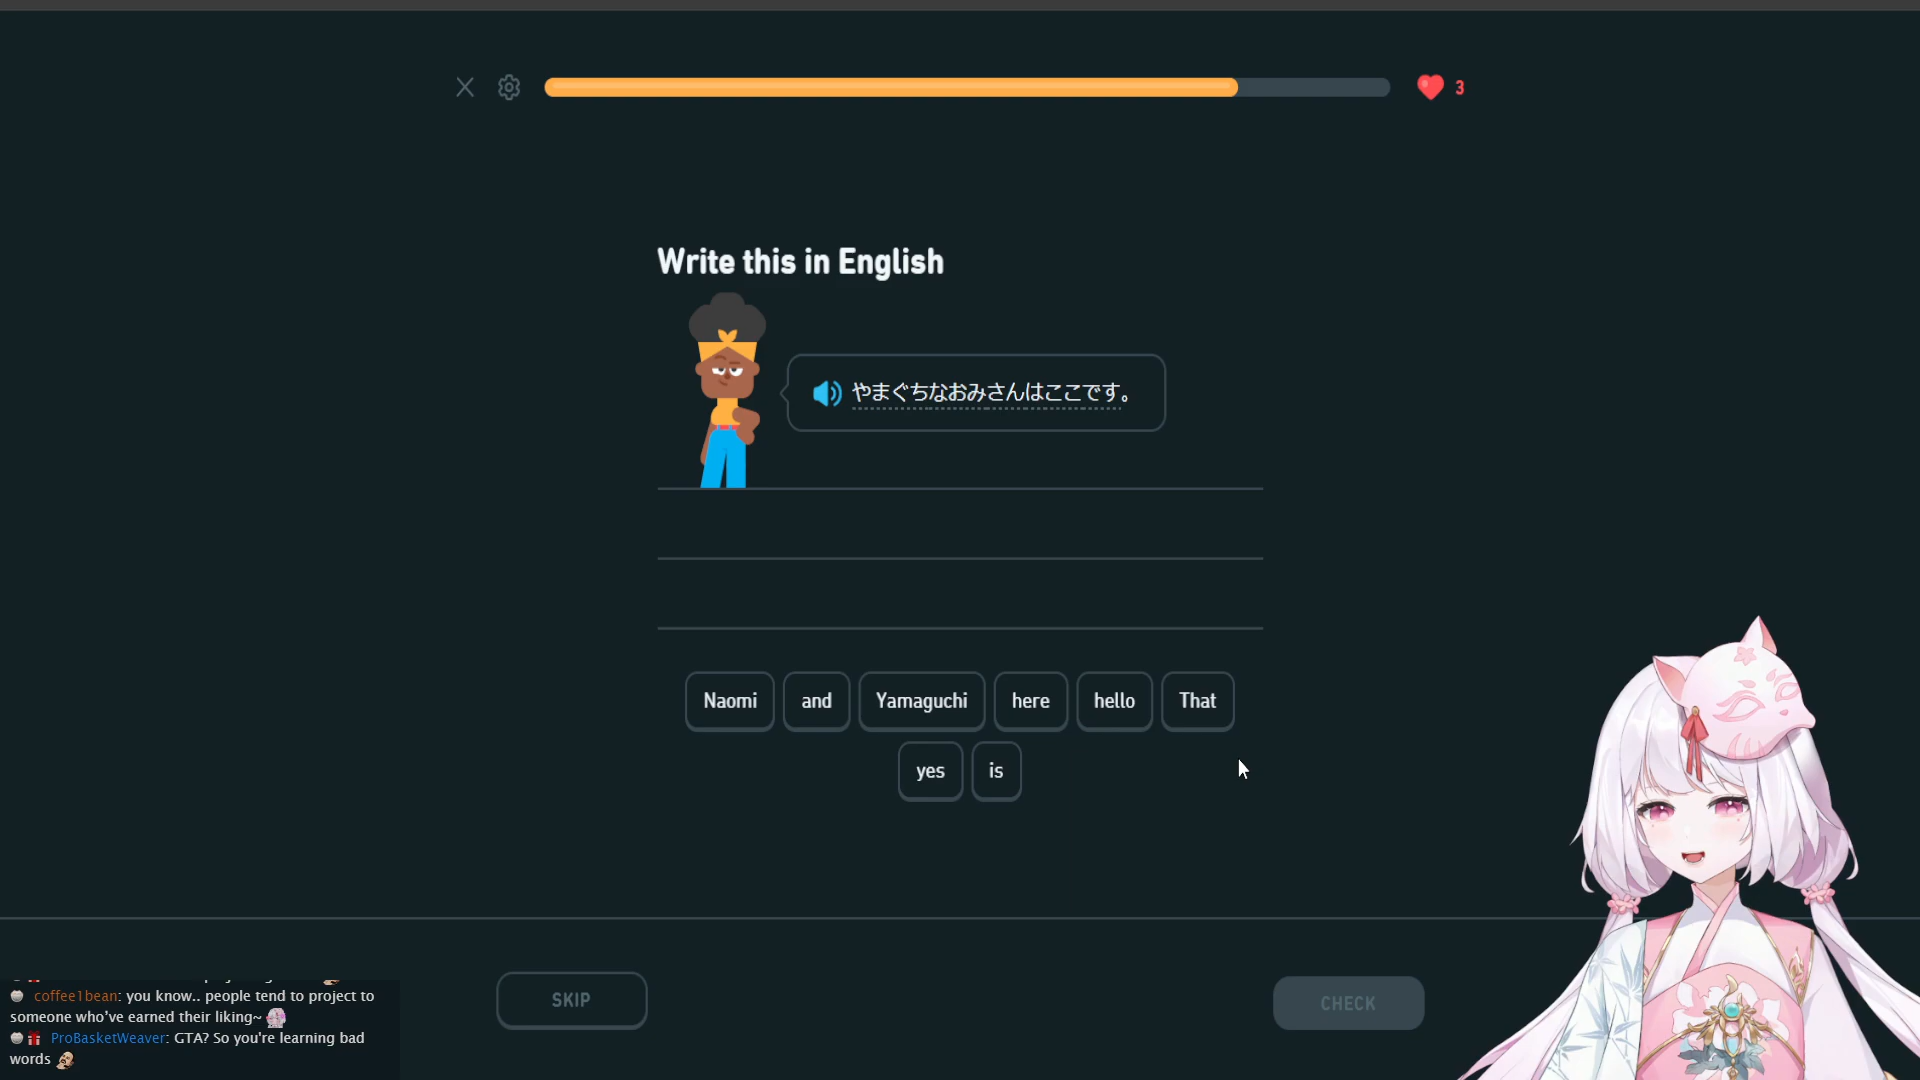 3
Write this in English
やまぐちなおみさんはここです。
Naomi and Yamaguchi here hello That
yes is
SKIP
CHECK
coffee1bean: you know.. people tend to project to
someone who've earned their liking~
ProBasketWeaver: GTA? So you're learning bad
words